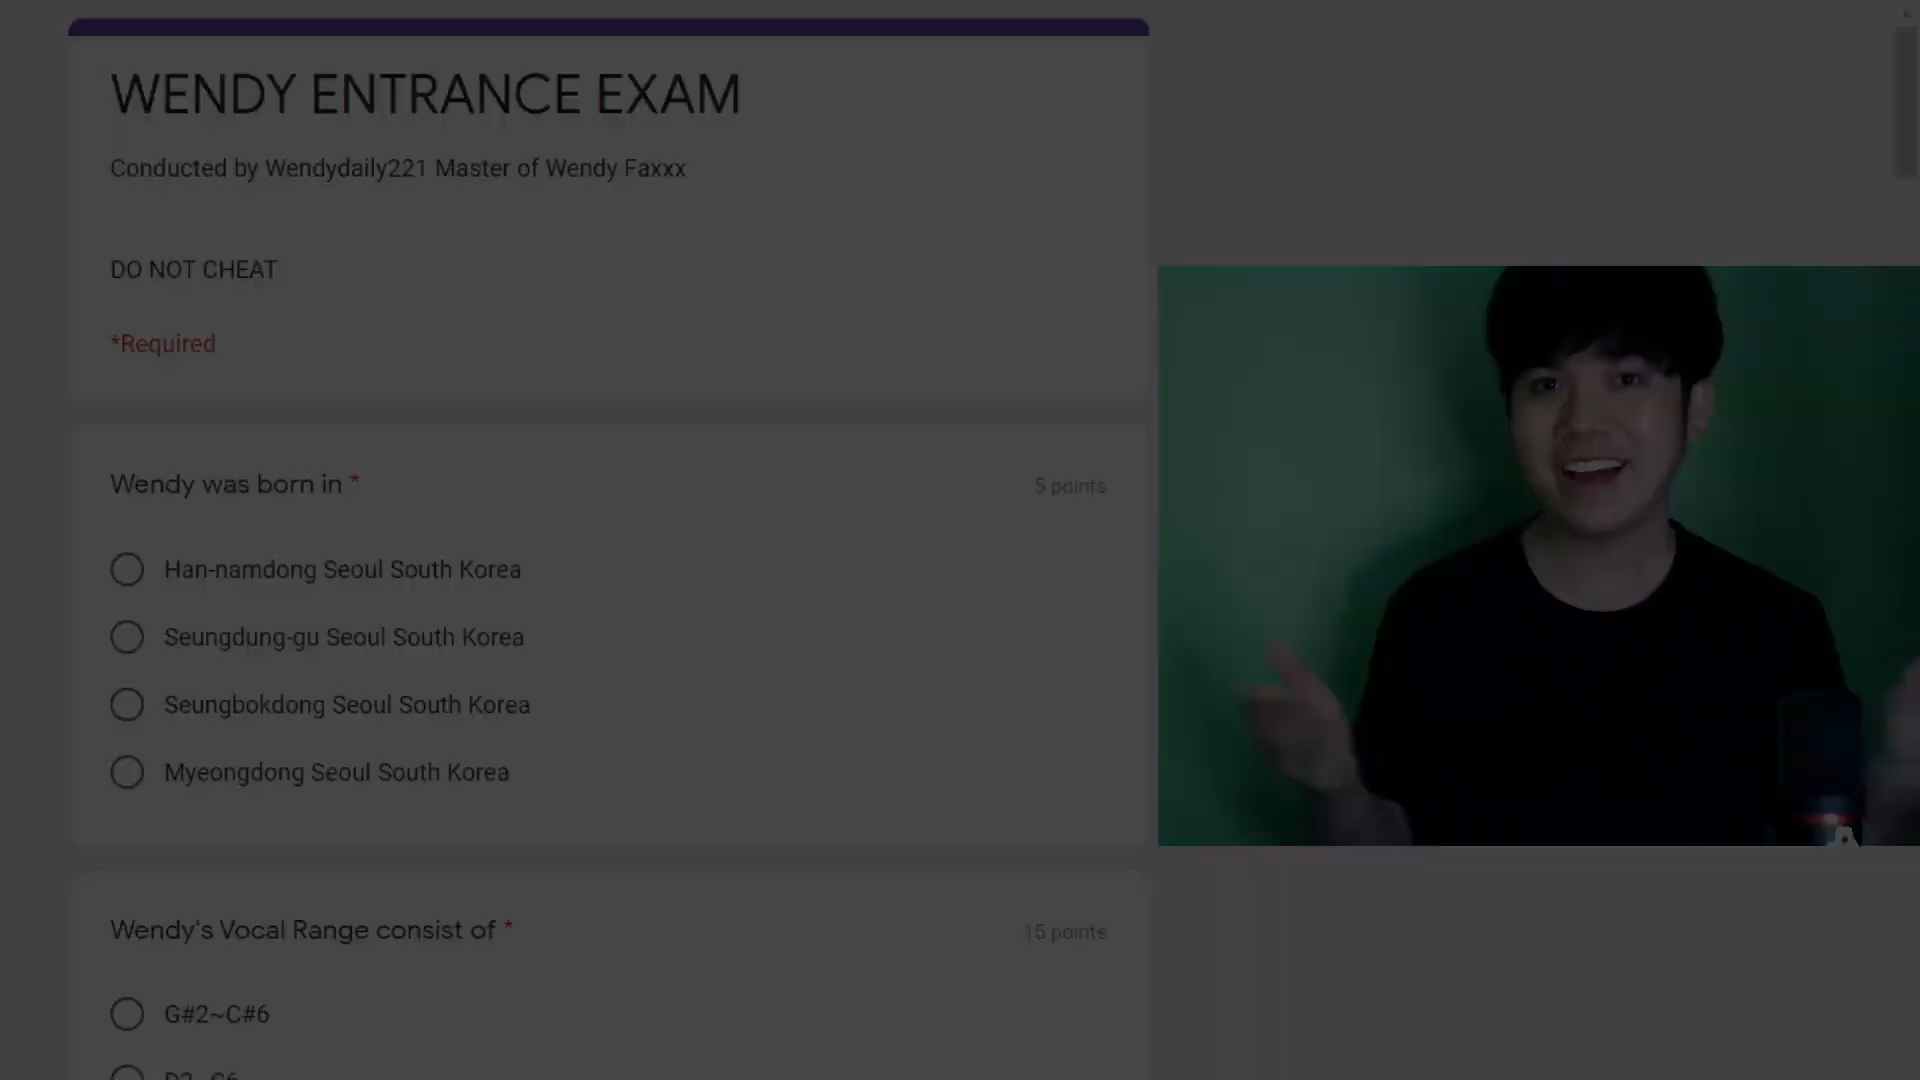 WENDY ENTRANCE EXAM
Conducted by Wendydaily221 Master of Wendy Faxxx
DO NOT CHEAT
*Required
Wendy was born in *
5 points
Han-namdong Seoul South Korea
Seungdung-gu Seoul South Korea
Seungbokdong Seoul South Korea
Myeongdong Seoul South Korea
Wendy's Vocal Range consist of *
15 points
G#2~C#6